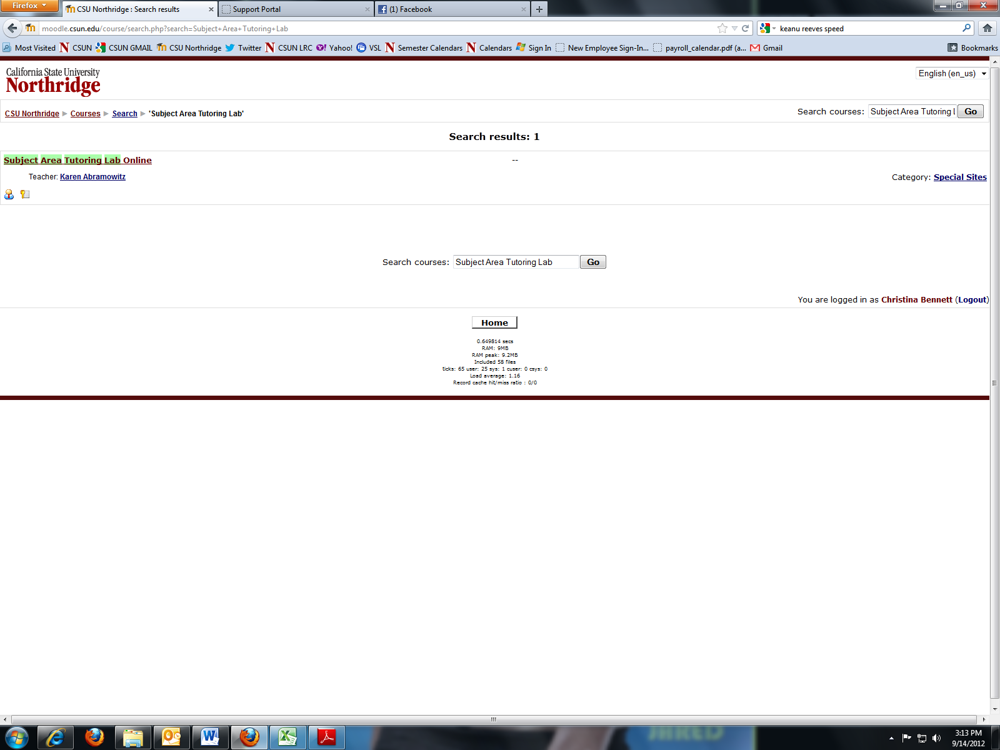 Firefox
CSU Northridge : Search results
Support Portal
(1) Facebook
moodle.csun.edu/course/search.php?search=Subject+Area+Tutoring+Lab
keanu reeves speed
Most Visited
CSUN
CSUN GMAIL
CSU Northridge
Twitter
CSUN LRC
Yahoo!
VSL
Semester Calendars
Calendars
Sign In
New Employee Sign-In...
payroll_calendar.pdf (a...
Gmail
Bookmarks
California State University
Northridge
English (en_us)
CSU Northridge ► Courses ► Search ► 'Subject Area Tutoring Lab'
Search courses: Subject Area Tutoring L Go
Search results: 1
Subject Area Tutoring Lab Online
--
Teacher: Karen Abramowitz
Category: Special Sites
Search courses: Subject Area Tutoring Lab Go
You are logged in as Christina Bennett (Logout)
Home
0.649814 secs
RAM: 9MB
RAM peak: 9.2MB
Included 58 files
ticks: 65 user: 25 sys: 1 cuser: 0 csys: 0
Load average: 1.16
Record cache hit/miss ratio : 0/0
JARED
3:13 PM
9/14/2012